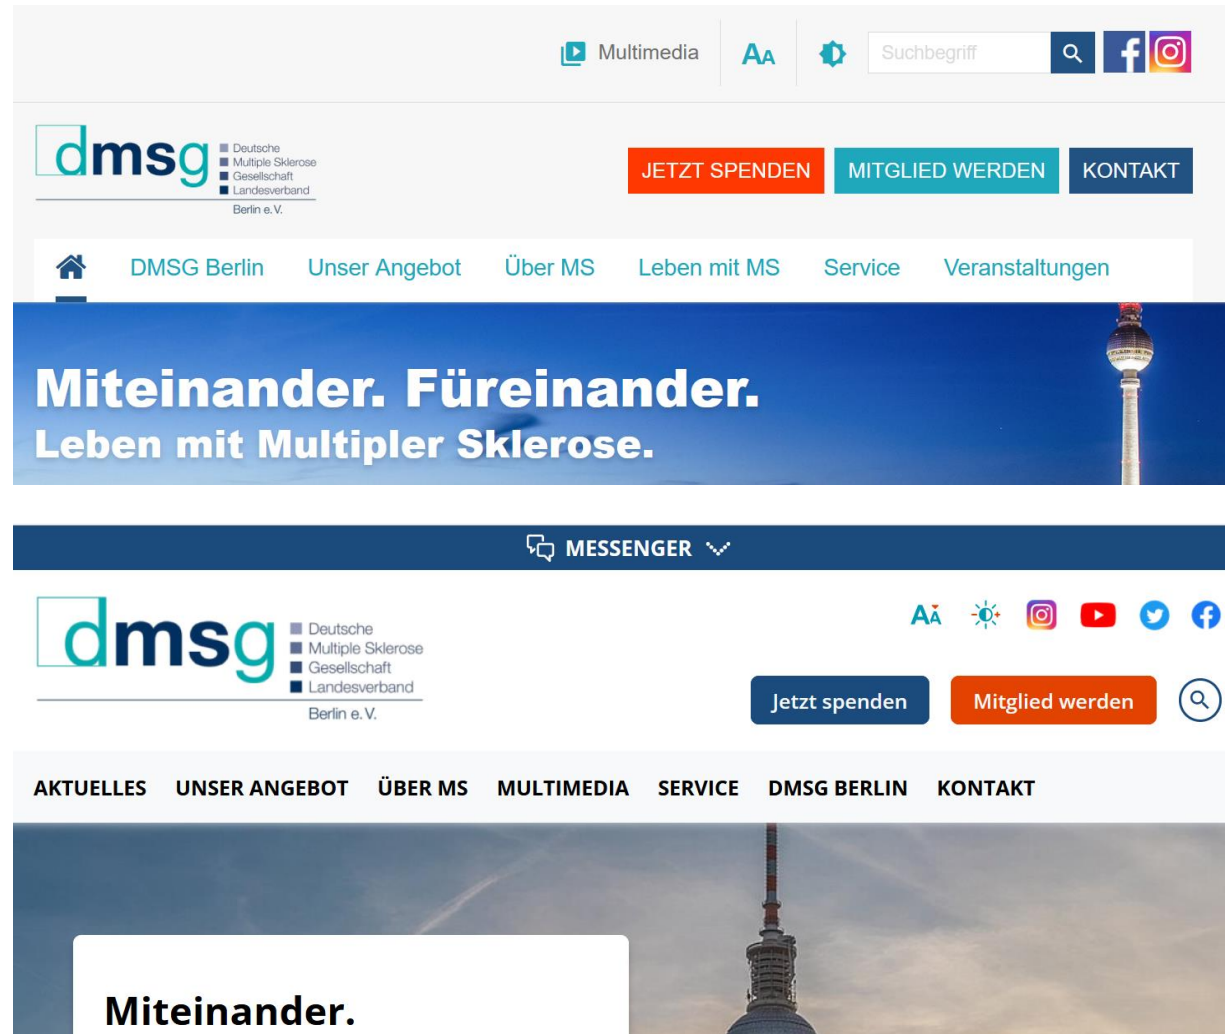 Multimedia
AA
Suchbegriff
dmsg
Deutsche
Multiple Sklerose
Gesellschaft
Landesverband
Berlin e. V.
JETZT SPENDEN
MITGLIED WERDEN
KONTAKT
DMSG Berlin Unser Angebot Über MS Leben mit MS Service Veranstaltungen
Miteinander. Füreinander.
Leben mit Multipler Sklerose.
MESSENGER
AA
dmsg
Deutsche
Multiple Sklerose
Gesellschaft
Landesverband
Berlin e. V.
Jetzt spenden
Mitglied werden
AKTUELLES UNSER ANGEBOT ÜBER MS MULTIMEDIA SERVICE DMSG BERLIN KONTAKT
Miteinander.